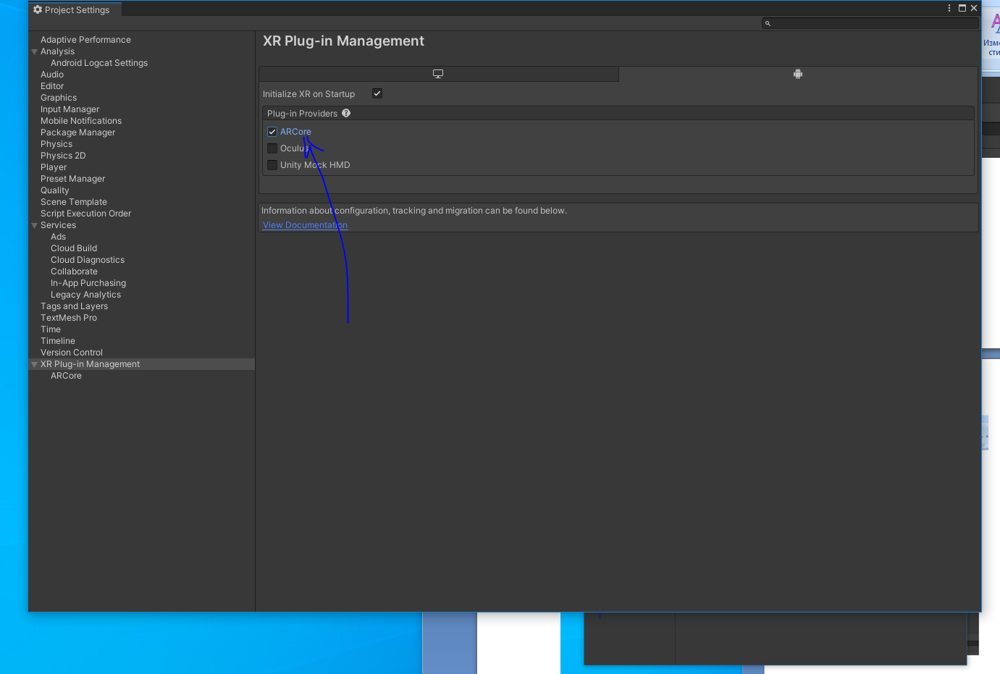 Project Settings
Adaptive Performance
Analysis
Android Logcat Settings
Audio
Editor
Graphics
Input Manager
Mobile Notifications
Package Manager
Physics
Physics 2D
Player
Preset Manager
Quality
Scene Template
Script Execution Order
Services
Ads
Cloud Build
Cloud Diagnostics
Collaborate
In-App Purchasing
Legacy Analytics
Tags and Layers
TextMesh Pro
Time
Timeline
Version Control
XR Plug-in Management
ARCore
XR Plug-in Management
Initialize XR on Startup
Plug-in Providers
ARCore
Oculus
Unity Mock HMD
Information about configuration, tracking and migration can be found below.
View Documentation
Изме
сти